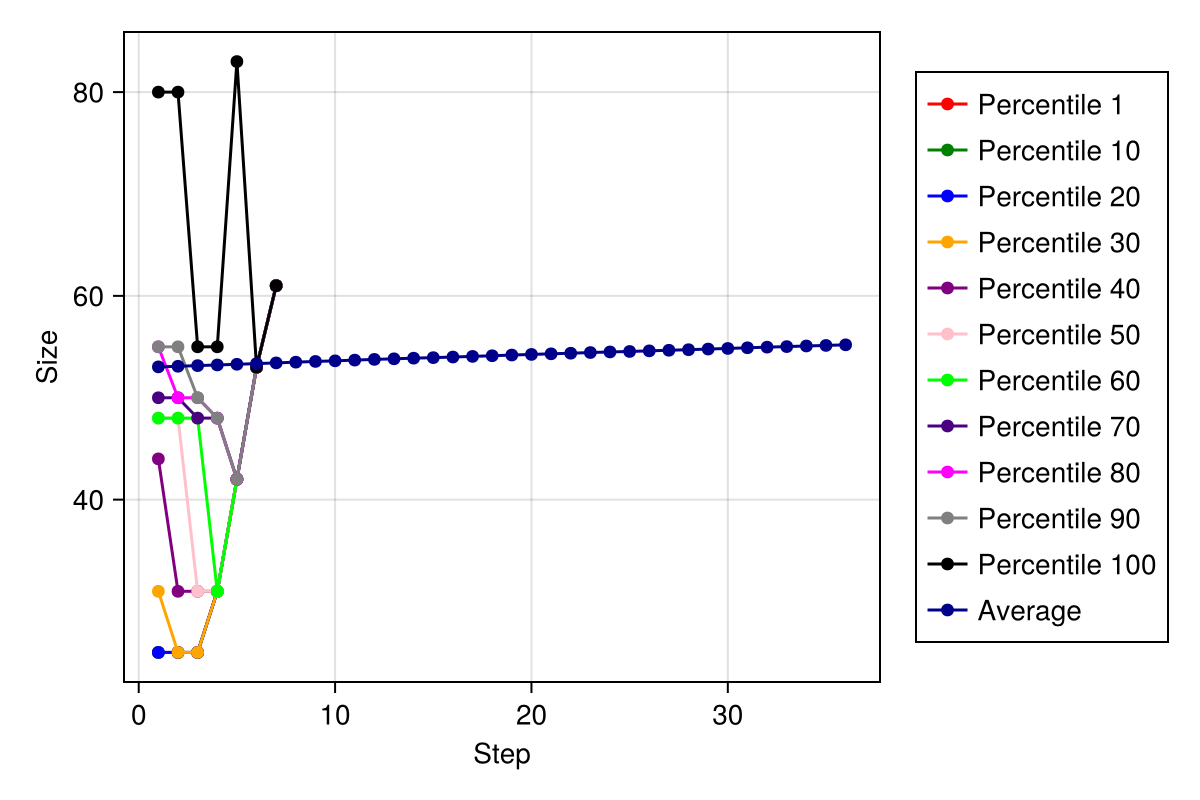 80
60
40
Size
0
10
20
30
Step
Percentile 1
Percentile 10
Percentile 20
Percentile 30
Percentile 40
Percentile 50
Percentile 60
Percentile 70
Percentile 80
Percentile 90
Percentile 100
Average